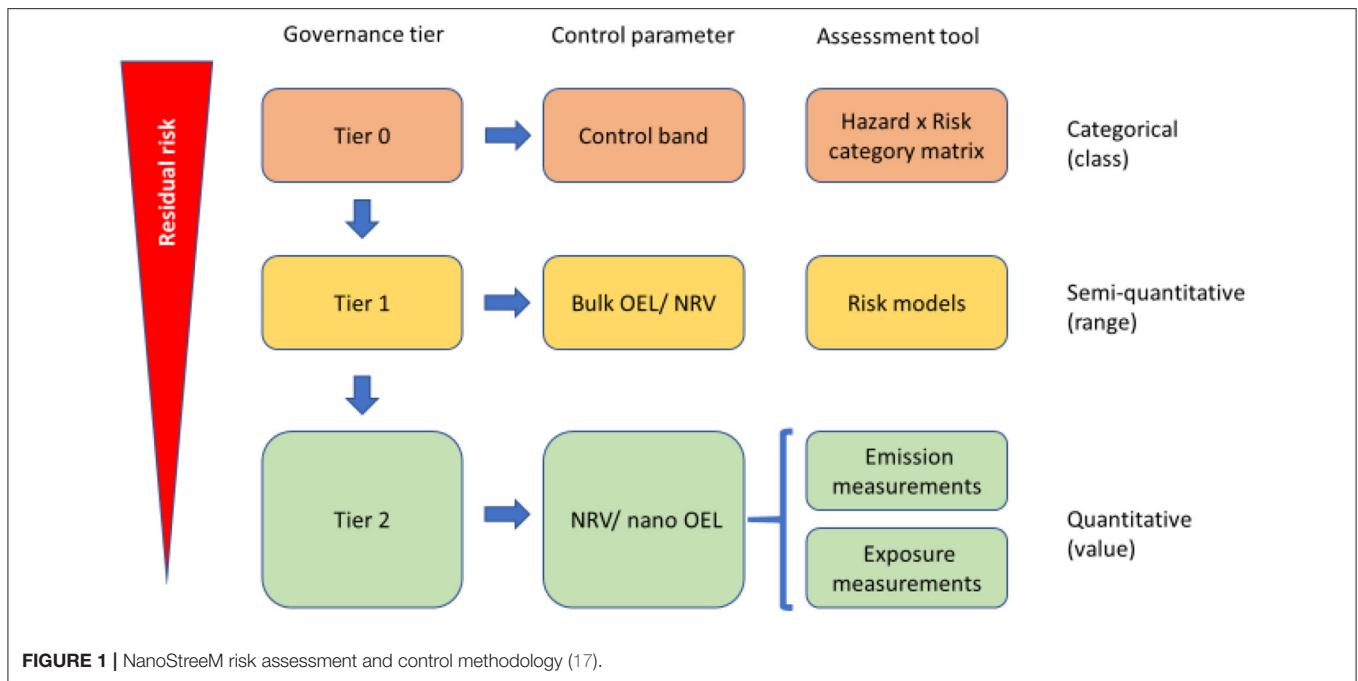 Governance tier
Control parameter
Assessment tool
Residual risk
Tier 0
Control band
Hazard x Risk
category matrix
Categorical
(class)
Tier 1
Bulk OEL/ NRV
Risk models
Semi-quantitative
(range)
Tier 2
NRV/ nano OEL
Emission
measurements
Exposure
measurements
Quantitative
(value)
FIGURE 1 | NanoStreeM risk assessment and control methodology (17).